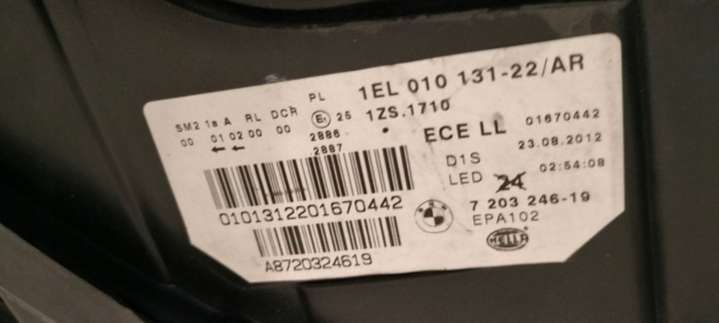 1EL 010 131-22/AR
PL
SM2 1a A RL DCR E1 25 1ZS.1710
00 01 02 00 00 2886 ECE LL 01670442
← ← 2887 23.08.2012
D1S 02:54:08
LED 24
0101312201670442 7 203 246-19
EPA102
A8720324619 HELLA